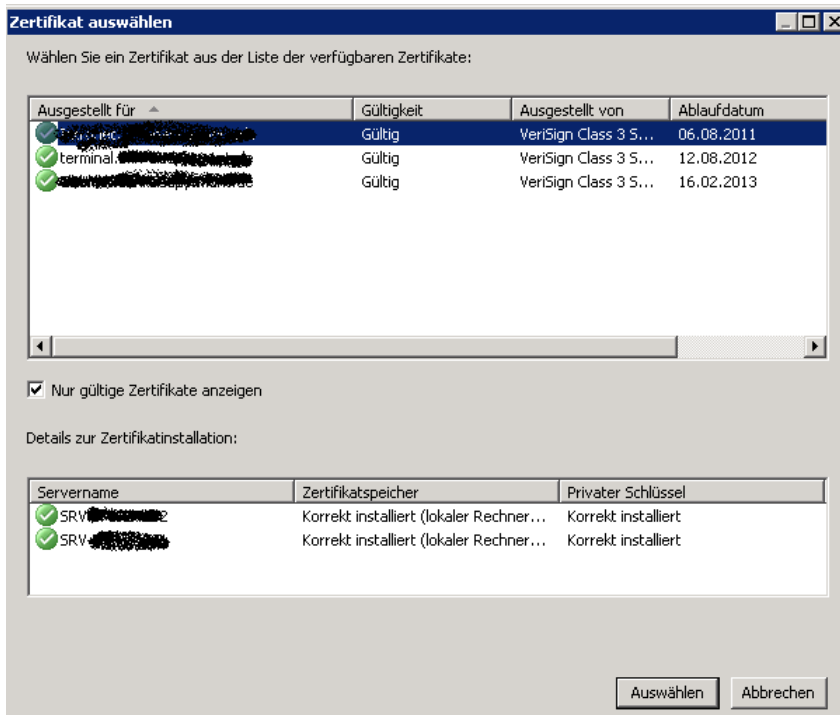 Zertifikat auswählen
Wählen Sie ein Zertifikat aus der Liste der verfügbaren Zertifikate:
Ausgestellt für Gültigkeit Ausgestellt von Ablaufdatum
Gültig VeriSign Class 3 S... 06.08.2011
terminal. Gültig VeriSign Class 3 S... 12.08.2012
Gültig VeriSign Class 3 S... 16.02.2013
Nur gültige Zertifikate anzeigen
Details zur Zertifikatinstallation:
Servername Zertifikatspeicher Privater Schlüssel
SRV 2 Korrekt installiert (lokaler Rechner... Korrekt installiert
SRV Korrekt installiert (lokaler Rechner... Korrekt installiert
Auswählen Abbrechen